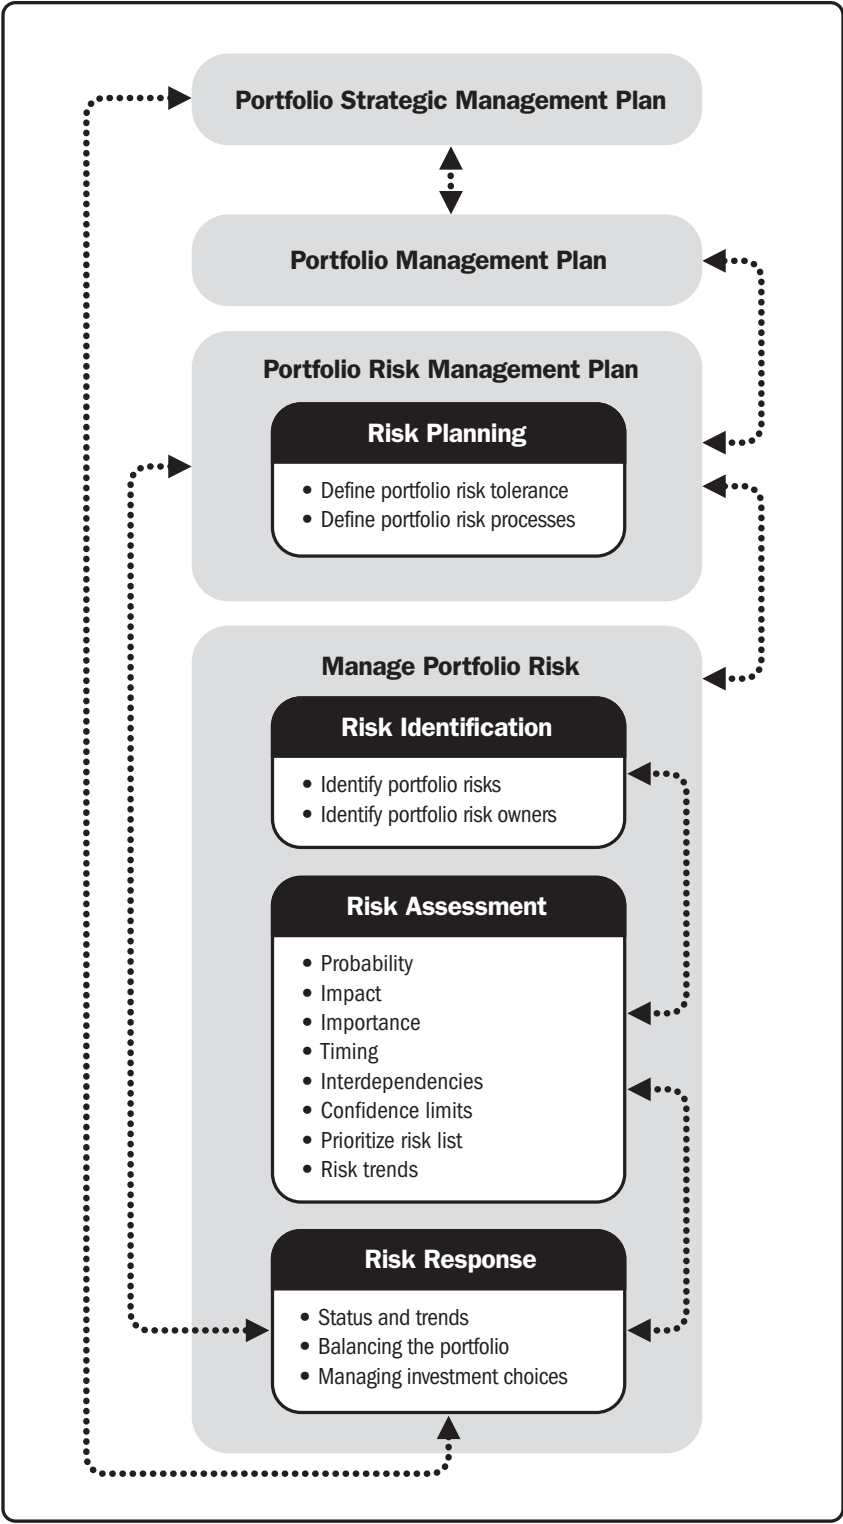 Portfolio Strategic Management Plan
Portfolio Management Plan
Portfolio Risk Management Plan
Risk Planning
• Define portfolio risk tolerance
• Define portfolio risk processes
Manage Portfolio Risk
Risk Identification
• Identify portfolio risks
• Identify portfolio risk owners
Risk Assessment
• Probability
• Impact
• Importance
• Timing
• Interdependencies
• Confidence limits
• Prioritize risk list
• Risk trends
Risk Response
• Status and trends
• Balancing the portfolio
• Managing investment choices